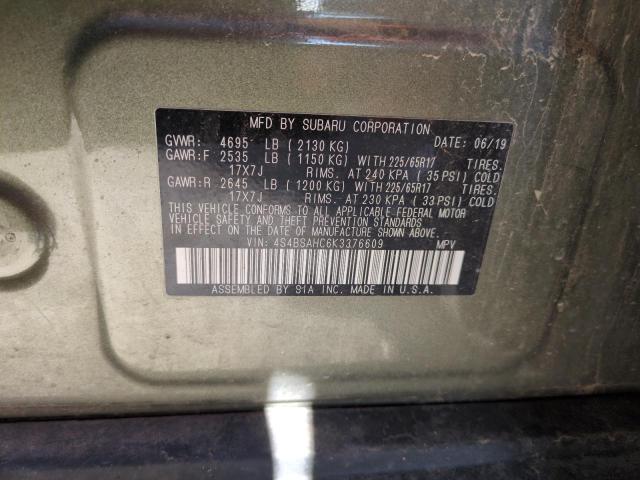 MFD BY SUBARU CORPORATION
GVWR: 4695 LB ( 2130 KG) DATE: 06/19
GAWR:F 2535 LB ( 1150 KG) WITH 225/65R17 TIRES.
17X7J RIMS. AT 240 KPA ( 35 PSI) COLD
GAWR:R 2645 LB ( 1200 KG) WITH 225/65R17 TIRES.
17X7J RIMS. AT 230 KPA ( 33 PSI) COLD
THIS VEHICLE CONFORMS TO ALL APPLICABLE FEDERAL MOTOR
VEHICLE SAFETY, BUMPER, AND THEFT PREVENTION STANDARDS
IN EFFECT ON THE DATE OF MANUFACTURE SHOWN ABOVE.
VIN: 4S4BSAHC6K3376609 MPV
ASSEMBLED BY SIA INC. MADE IN U.S.A.